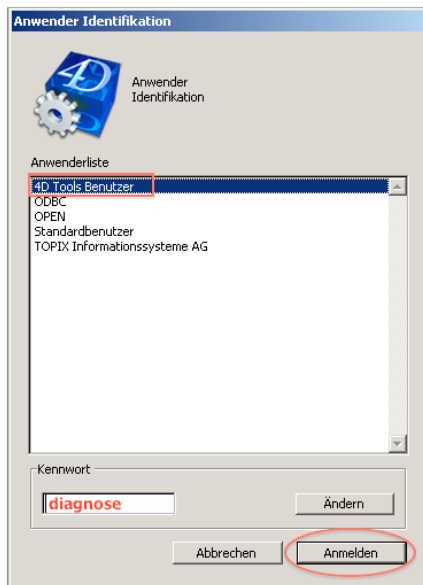 Anwender Identifikation
4D
Anwender
Identifikation
Anwenderliste
4D Tools Benutzer
ODBC
OPEN
Standardbenutzer
TOPIX Informationssysteme AG
Kennwort
diagnose
Ändern
Abbrechen
Anmelden